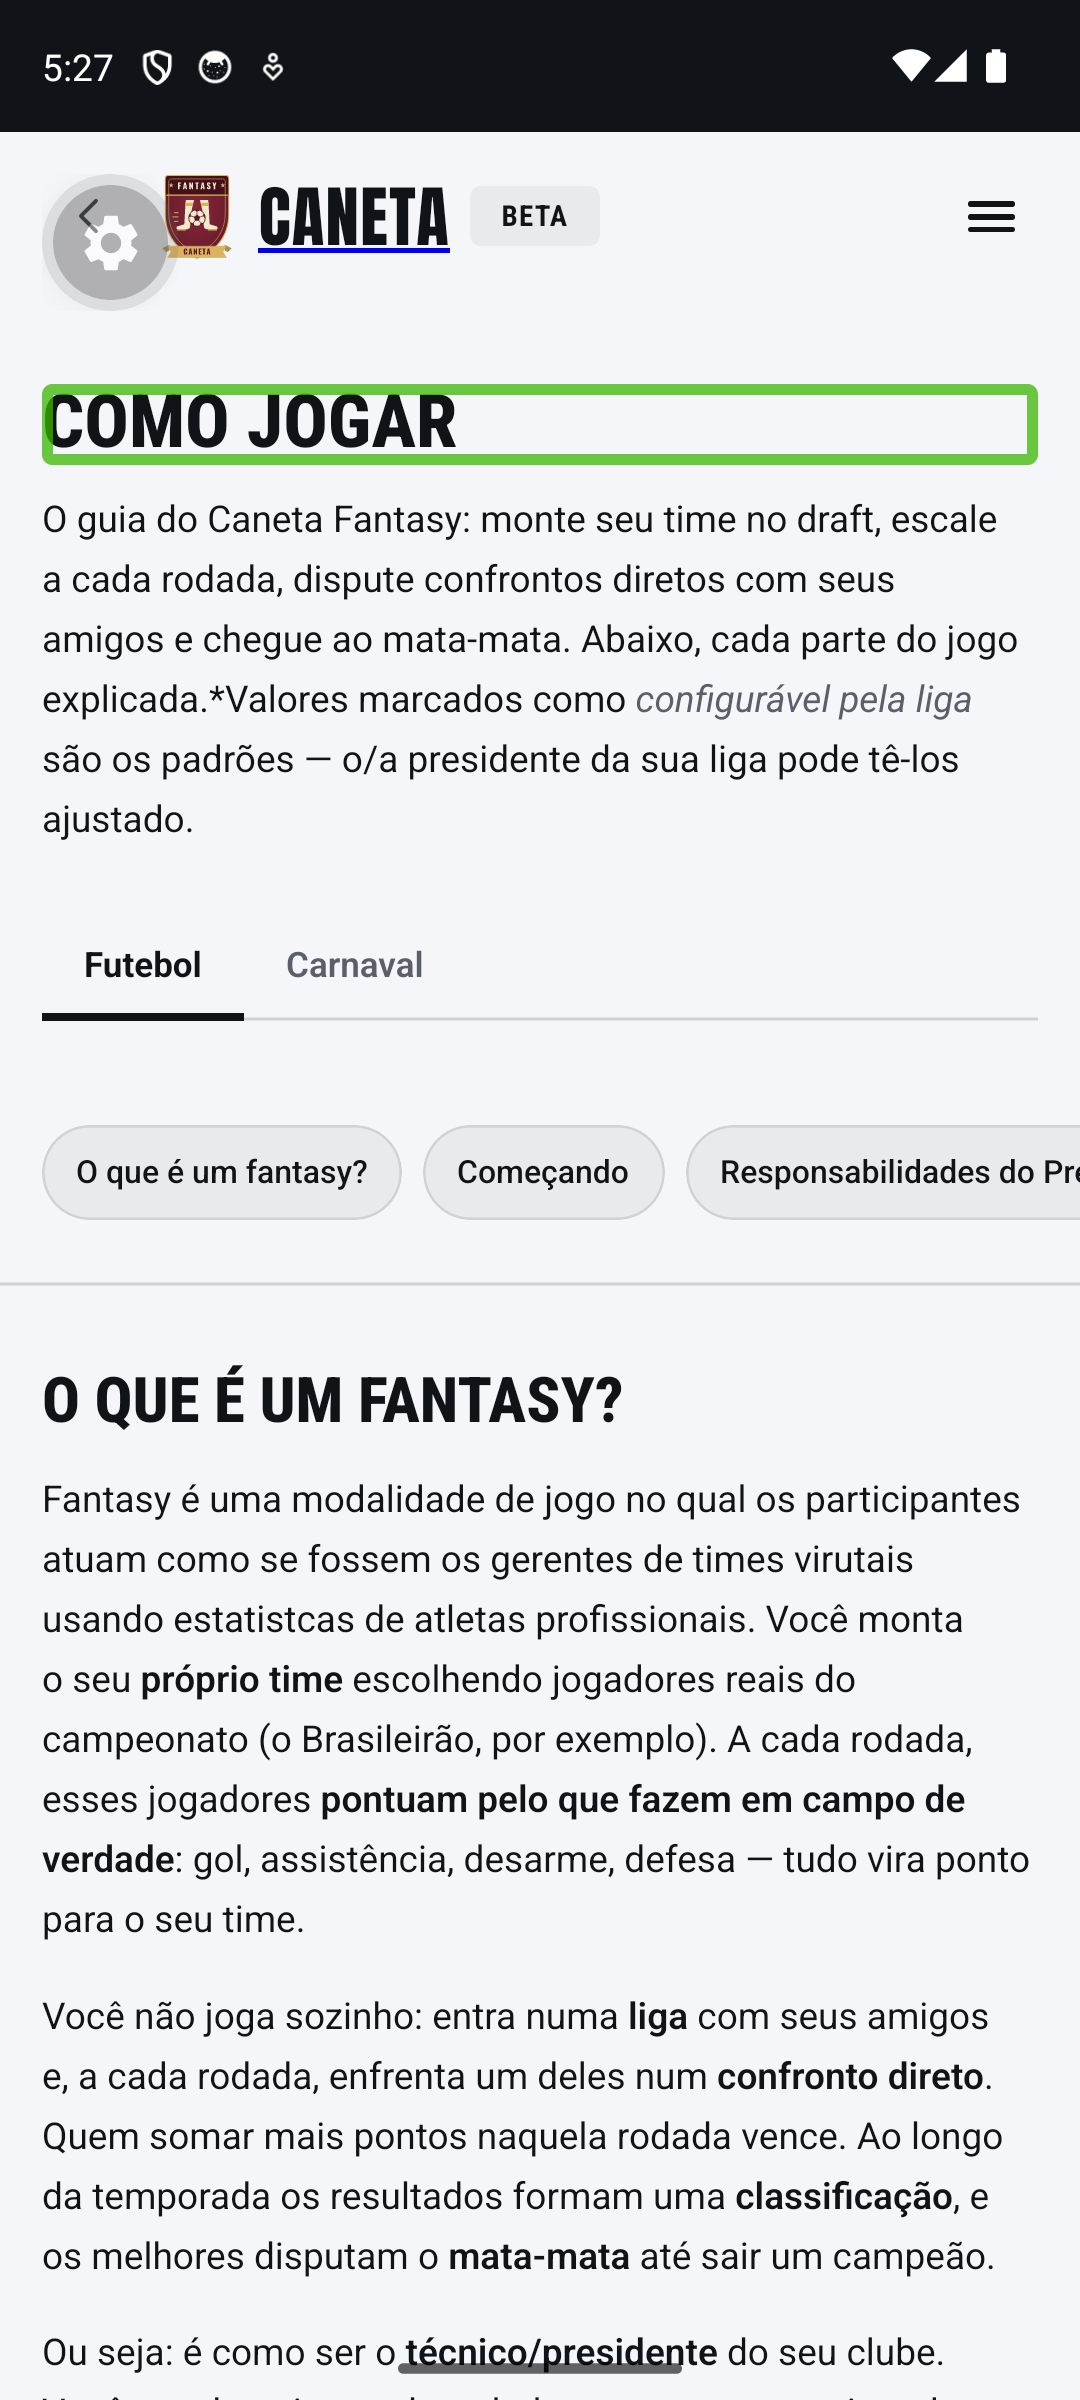 5:27
FANTASY
CANETA
CANETA
BETA
COMO JOGAR
O guia do Caneta Fantasy: monte seu time no draft, escale
a cada rodada, dispute confrontos diretos com seus
amigos e chegue ao mata-mata. Abaixo, cada parte do jogo
explicada.*Valores marcados como configurável pela liga
são os padrões — o/a presidente da sua liga pode tê-los
ajustado.
Futebol Carnaval
O que é um fantasy? Começando Responsabilidades do Pre
O QUE É UM FANTASY?
Fantasy é uma modalidade de jogo no qual os participantes
atuam como se fossem os gerentes de times virutais
usando estatistcas de atletas profissionais. Você monta
o seu próprio time escolhendo jogadores reais do
campeonato (o Brasileirão, por exemplo). A cada rodada,
esses jogadores pontuam pelo que fazem em campo de
verdade: gol, assistência, desarme, defesa — tudo vira ponto
para o seu time.
Você não joga sozinho: entra numa liga com seus amigos
e, a cada rodada, enfrenta um deles num confronto direto.
Quem somar mais pontos naquela rodada vence. Ao longo
da temporada os resultados formam uma classificação, e
os melhores disputam o mata-mata até sair um campeão.
Ou seja: é como ser o técnico/presidente do seu clube.